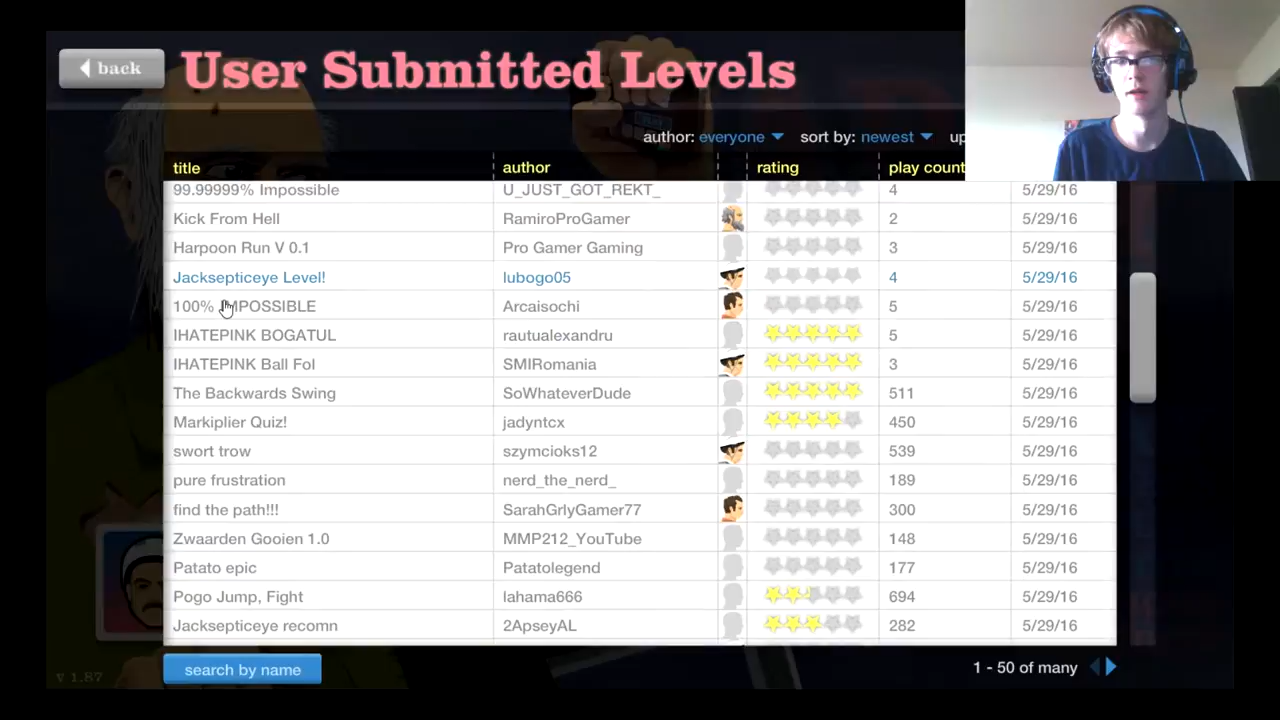 back
User Submitted Levels
author: everyone sort by: newest up
title author rating play count
99.99999% Impossible U_JUST_GOT_REKT_ 4 5/29/16
Kick From Hell RamiroProGamer 2 5/29/16
Harpoon Run V 0.1 Pro Gamer Gaming 3 5/29/16
Jacksepticeye Level! lubogo05 4 5/29/16
100% IMPOSSIBLE Arcaisochi 5 5/29/16
IHATEPINK BOGATUL rautualexandru 5 5/29/16
IHATEPINK Ball Fol SMIRomania 3 5/29/16
The Backwards Swing SoWhateverDude 511 5/29/16
Markiplier Quiz! jadyntcx 450 5/29/16
swort trow szymcioks12 539 5/29/16
pure frustration nerd_the_nerd_ 189 5/29/16
find the path!!! SarahGrlyGamer77 300 5/29/16
Zwaarden Gooien 1.0 MMP212_YouTube 148 5/29/16
Patato epic Patatolegend 177 5/29/16
Pogo Jump, Fight lahama666 694 5/29/16
Jacksepticeye recomn 2ApseyAL 282 5/29/16
v 1.87 search by name 1 - 50 of many